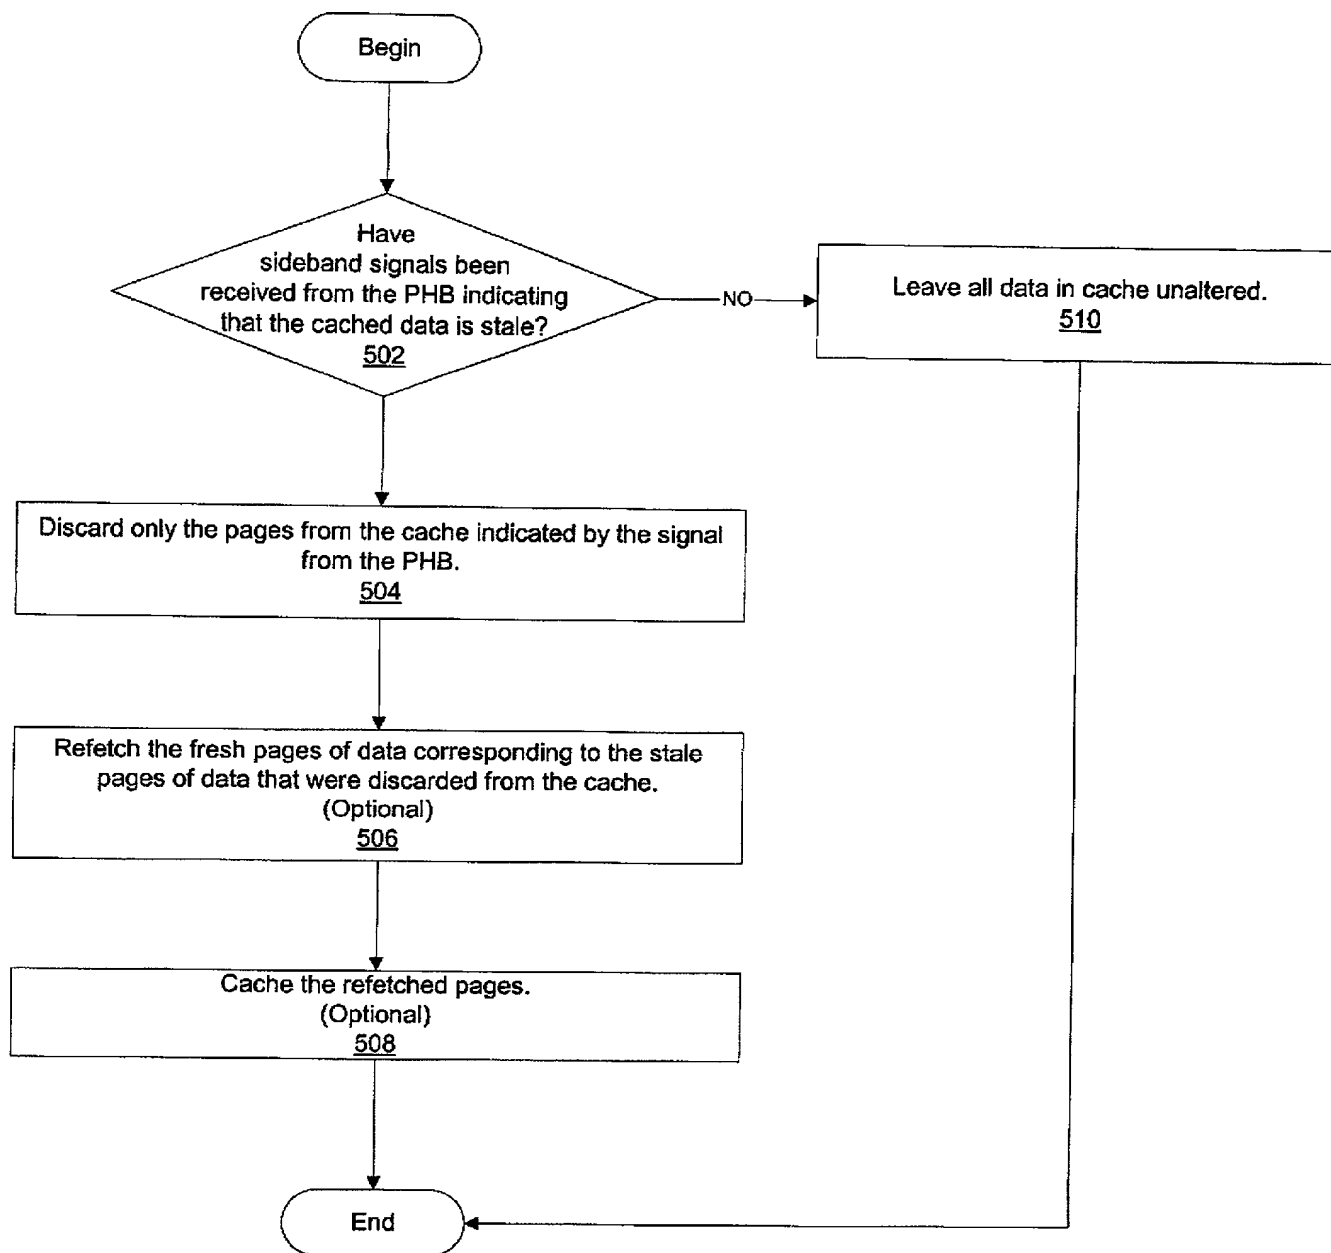 Begin
Have
sideband signals been
received from the PHB indicating
that the cached data is stale?
502
NO
Leave all data in cache unaltered.
510
Discard only the pages from the cache indicated by the signal
from the PHB.
504
Refetch the fresh pages of data corresponding to the stale
pages of data that were discarded from the cache.
(Optional)
506
Cache the refetched pages.
(Optional)
508
End